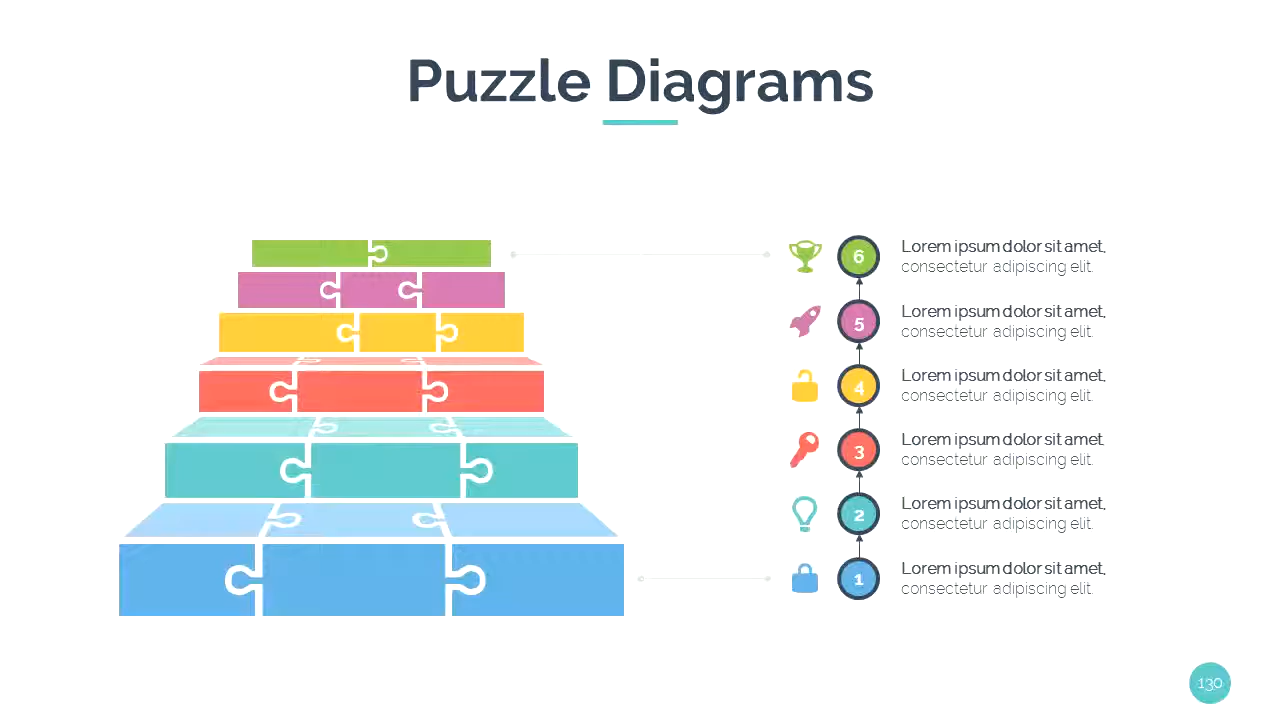 Puzzle Diagrams
6
Lorem ipsum dolor sit amet,
consectetur adipiscing elit.
5
Lorem ipsum dolor sit amet,
consectetur adipiscing elit.
4
Lorem ipsum dolor sit amet,
consectetur adipiscing elit.
3
Lorem ipsum dolor sit amet.
consectetur adipiscing elit.
2
Lorem ipsum dolor sit amet,
consectetur adipiscing elit.
1
Lorem ipsum dolor sit amet,
consectetur adipiscing elit.
130